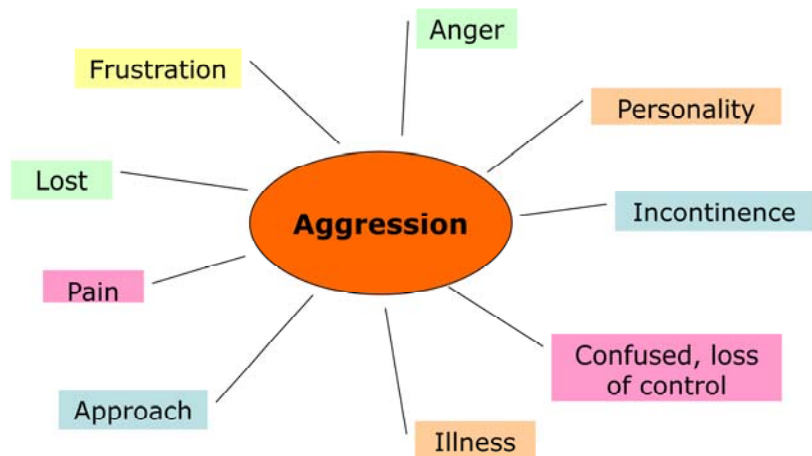 Anger
Frustration
Personality
Lost
Incontinence
Aggression
Pain
Confused, loss
of control
Approach
Illness